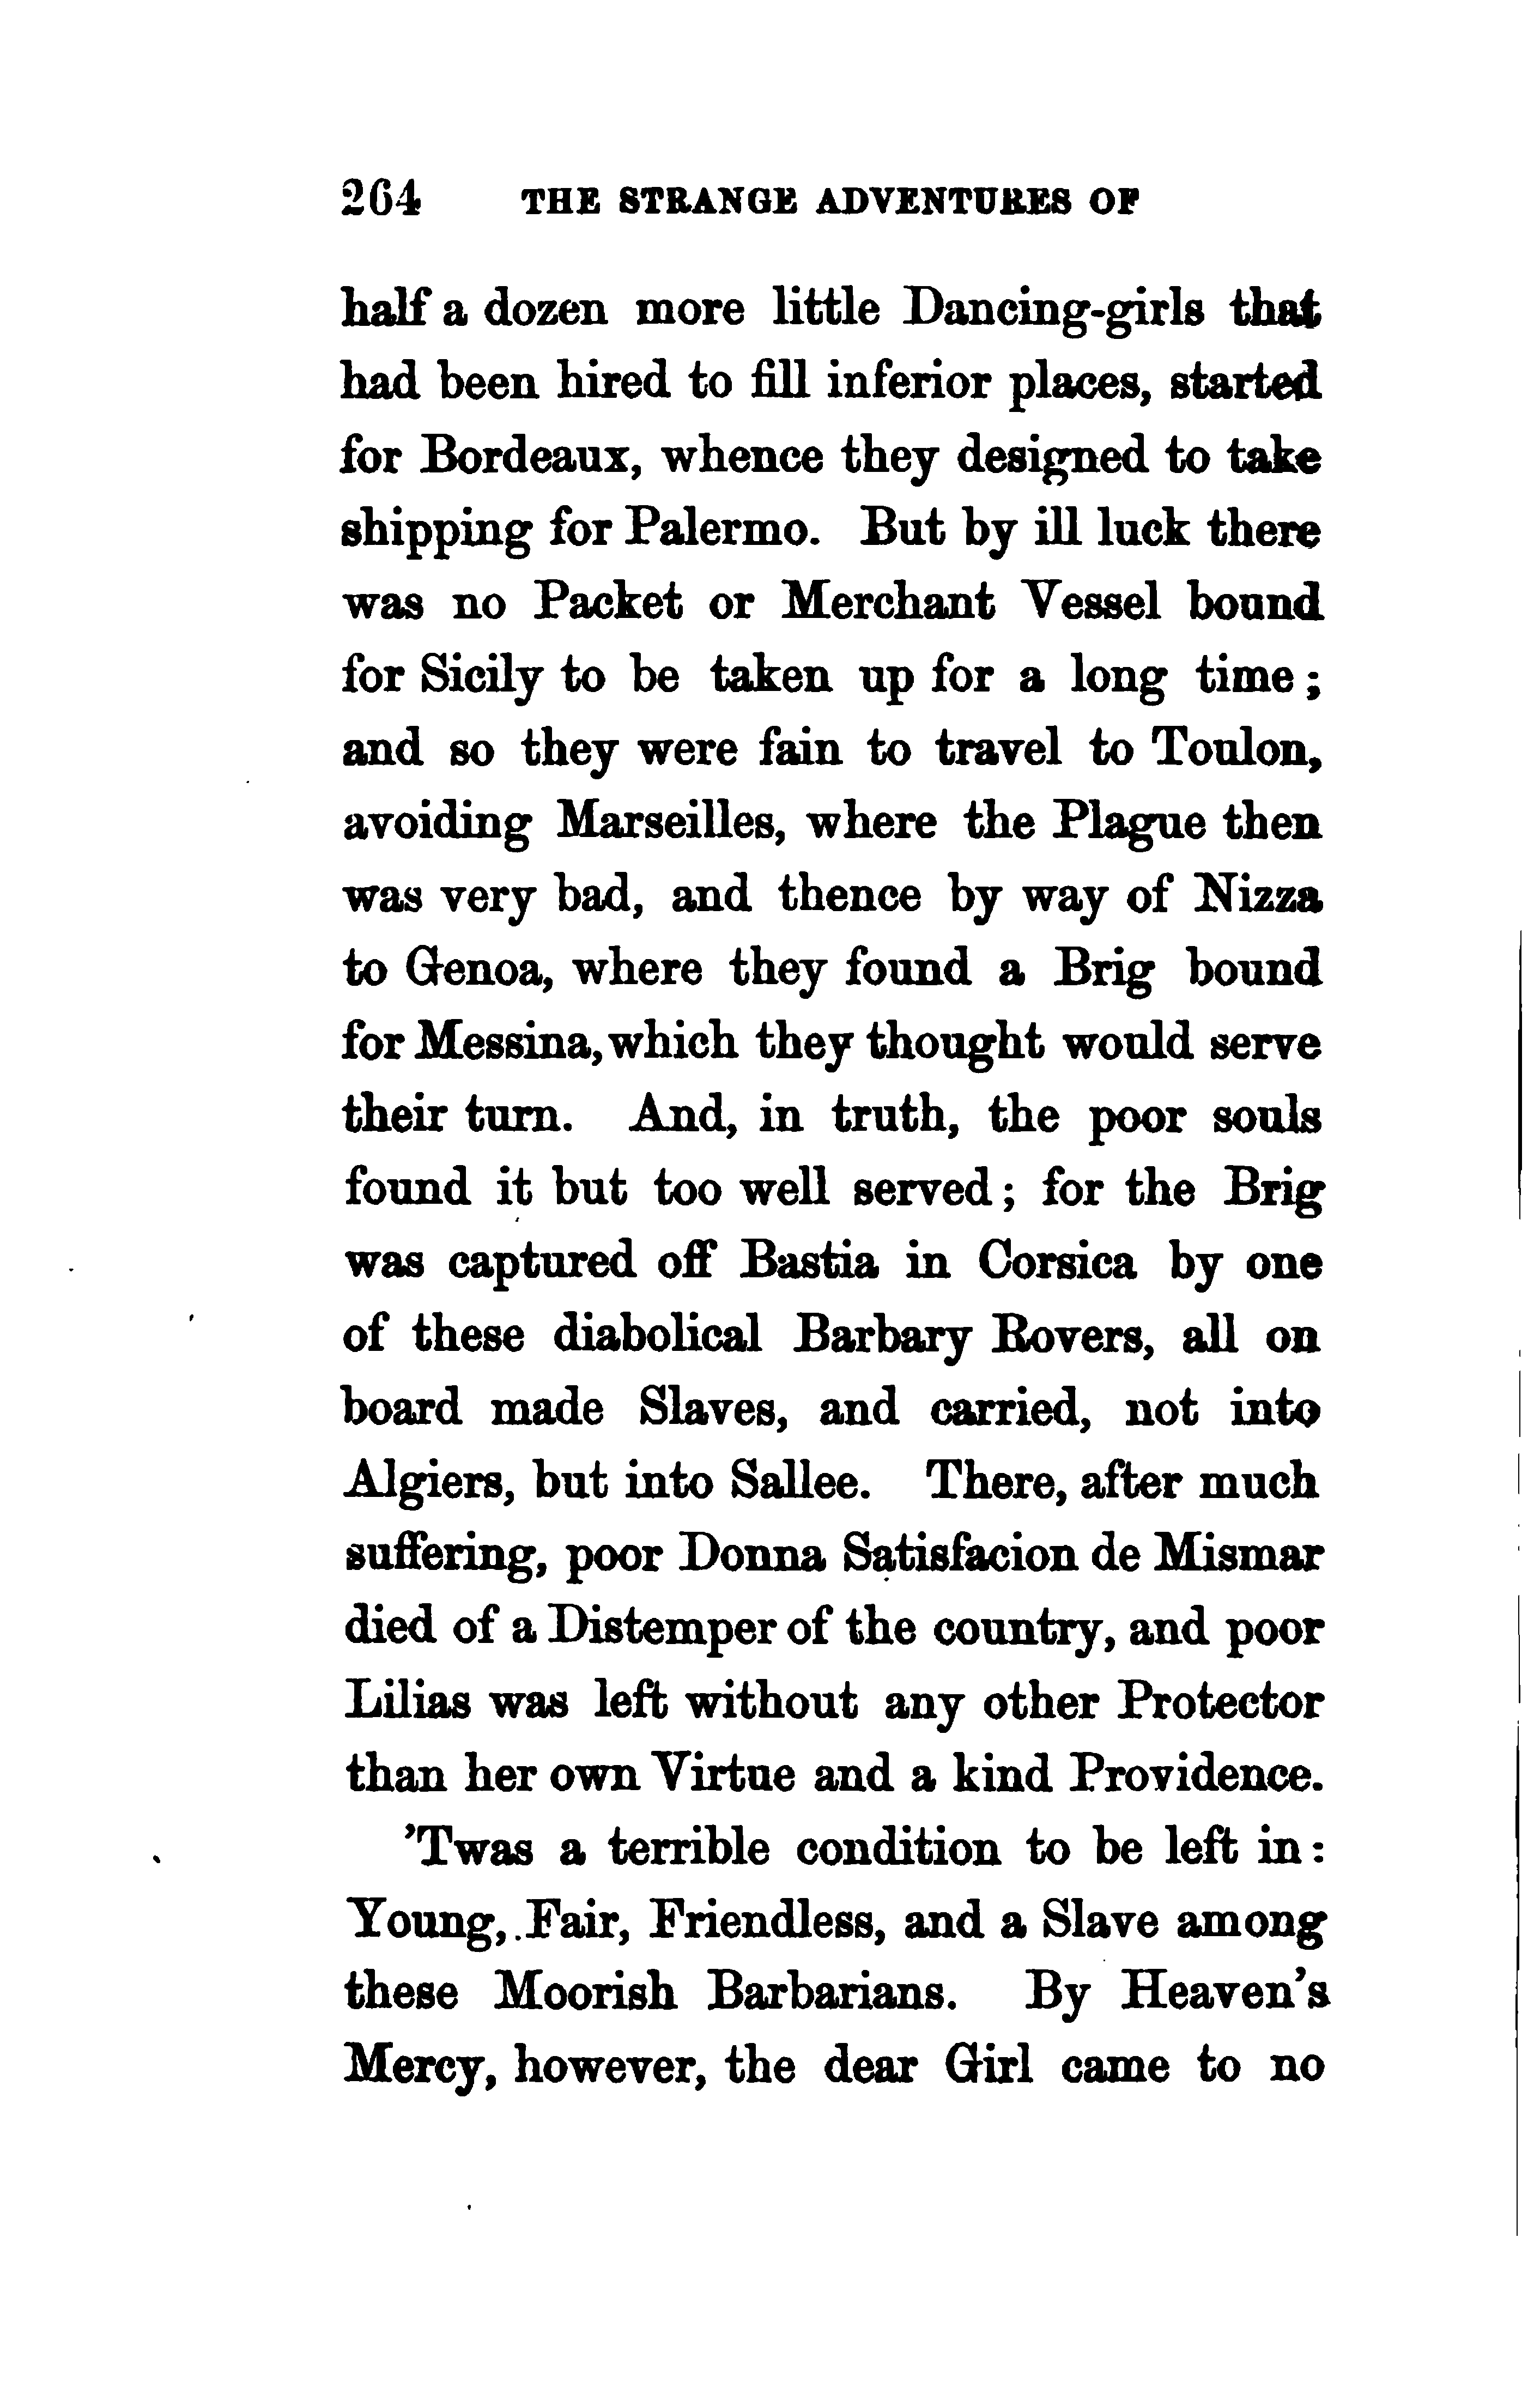 264 THE STRANGE ADVENTURES OF
half a dozen more little Dancing-girls that
had been hired to fill inferior places, started
for Bordeaux, whence they designed to take
shipping for Palermo. But by ill luck there
was no Packet or Merchant Vessel bound
for Sicily to be taken up for a long time;
and so they were fain to travel to Toulon,
avoiding Marseilles, where the Plague then
was very bad, and thence by way of Nizza
to Genoa, where they found a Brig bound
for Messina, which they thought would serve
their turn. And, in truth, the poor souls
found it but too well served; for the Brig
was captured off Bastia in Corsica by one
of these diabolical Barbary Rovers, all on
board made Slaves, and carried, not into
Algiers, but into Sallee. There, after much
suffering, poor Donna Satisfacion de Mismar
died of a Distemper of the country, and poor
Lilias was left without any other Protector
than her own Virtue and a kind Providence.
'Twas a terrible condition to be left in:
Young, Fair, Friendless, and a Slave among
these Moorish Barbarians. By Heaven's
Mercy, however, the dear Girl came to no